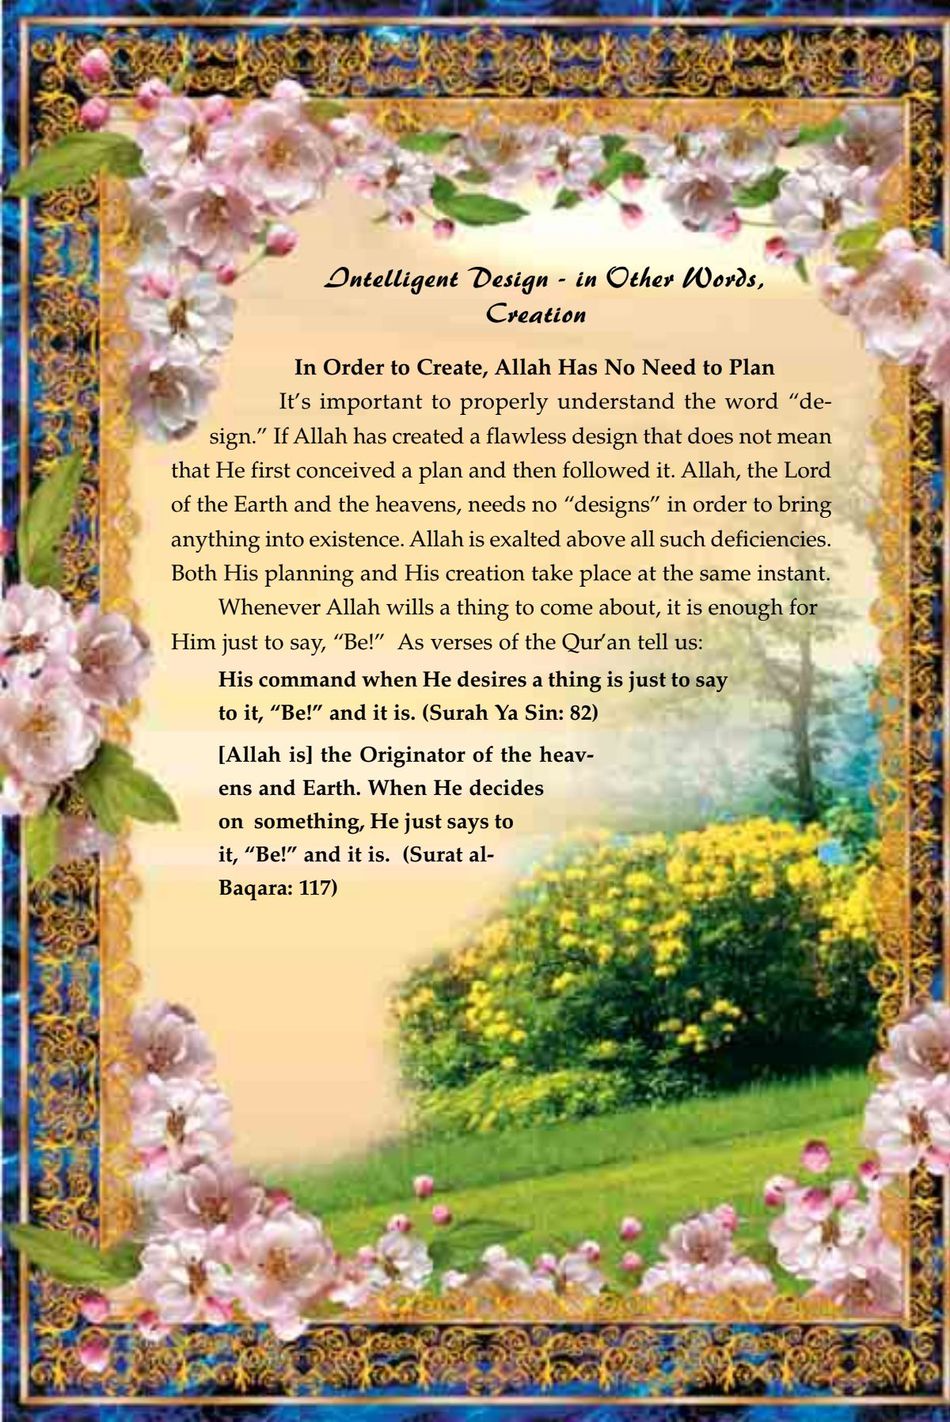 Intelligent Design - in Other Words,
Creation
In Order to Create, Allah Has No Need to Plan
It’s important to properly understand the word “de-
sign.” If Allah has created a flawless design that does not mean
that He first conceived a plan and then followed it. Allah, the Lord
of the Earth and the heavens, needs no “designs” in order to bring
anything into existence. Allah is exalted above all such deficiencies.
Both His planning and His creation take place at the same instant.
Whenever Allah wills a thing to come about, it is enough for
Him just to say, “Be!” As verses of the Qur’an tell us:
His command when He desires a thing is just to say
to it, “Be!” and it is. (Surah Ya Sin: 82)
[Allah is] the Originator of the heav-
ens and Earth. When He decides
on something, He just says to
it, “Be!” and it is. (Surat al-
Baqara: 117)